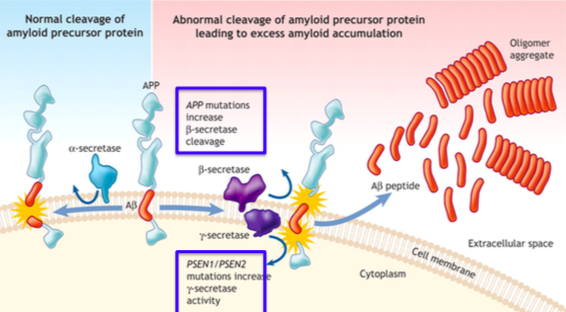 Normal cleavage of
amyloid precursor protein
Abnormal cleavage of amyloid precursor protein
leading to excess amyloid accumulation
Oligomer
aggregate
APP
APP mutations
increase
β-secretase
cleavage
α-secretase
β-secretase
Aβ
Aβ peptide
γ-secretase
Extracellular space
Cell membrane
Cytoplasm
PSEN1/PSEN2
mutations increase
γ-secretase
activity